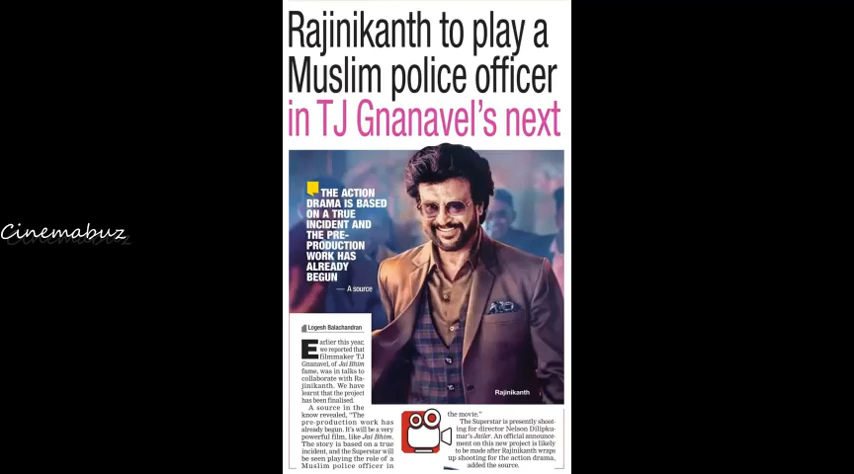 Rajinikanth to play a
Muslim police officer
in TJ Gnanavel's next
Cinemabuz
THE ACTION
DRAMA IS BASED
ON A TRUE
INCIDENT AND
THE PRE-
PRODUCTION
WORK HAS
ALREADY
BEGUN
— A source
Logesh Balachandran
Earlier this year,
we reported that
filmmaker TJ
Gnanavel, of Jai Bhim
fame, was in talks to
collaborate with Ra-
jinikanth. We have
learnt that the project
has been finalised.
A source in the
know revealed, "The
pre-production work has
already begun. It'll be a very
powerful film, like Jai Bhim.
The story is based on a true
incident, and the Superstar will
be seen playing the role of a
Muslim police officer in
Rajinikanth
the movie."
The Superstar is presently shoot-
ing for director Nelson Dilipku-
mar's Jailer. An official announce-
ment on this new project is likely
to be made after Rajinikanth wraps
up shooting for the action drama,
added the source.